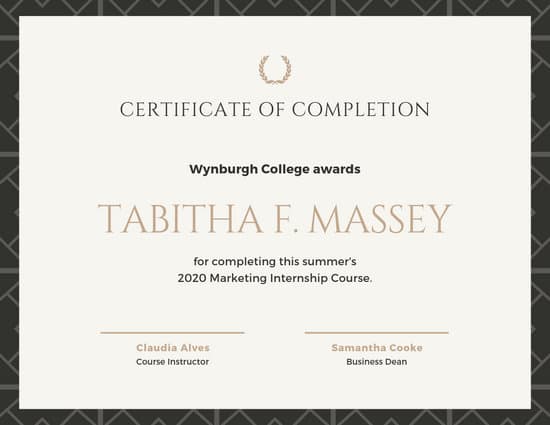 CERTIFICATE OF COMPLETION
Wynburgh College awards
TABITHA F. MASSEY
for completing this summer's
2020 Marketing Internship Course.
Claudia Alves
Course Instructor
Samantha Cooke
Business Dean